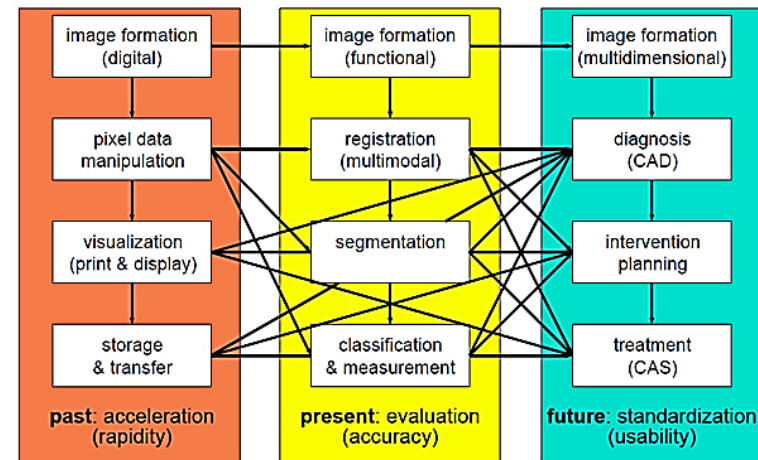 image formation
(digital)
pixel data
manipulation
visualization
(print & display)
storage
& transfer
past: acceleration
(rapidity)
image formation
(functional)
registration
(multimodal)
segmentation
classification
& measurement
present: evaluation
(accuracy)
image formation
(multidimensional)
diagnosis
(CAD)
intervention
planning
treatment
(CAS)
future: standardization
(usability)